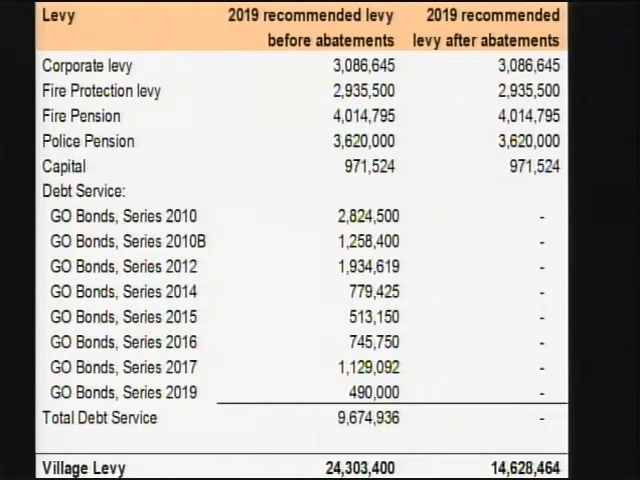 Levy 2019 recommended levy before abatements 2019 recommended levy after abatements
Corporate levy 3,086,645 3,086,645
Fire Protection levy 2,935,500 2,935,500
Fire Pension 4,014,795 4,014,795
Police Pension 3,620,000 3,620,000
Capital 971,524 971,524
Debt Service:
GO Bonds, Series 2010 2,824,500 -
GO Bonds, Series 2010B 1,258,400 -
GO Bonds, Series 2012 1,934,619 -
GO Bonds, Series 2014 779,425 -
GO Bonds, Series 2015 513,150 -
GO Bonds, Series 2016 745,750 -
GO Bonds, Series 2017 1,129,092 -
GO Bonds, Series 2019 490,000 -
Total Debt Service 9,674,936 -
Village Levy 24,303,400 14,628,464